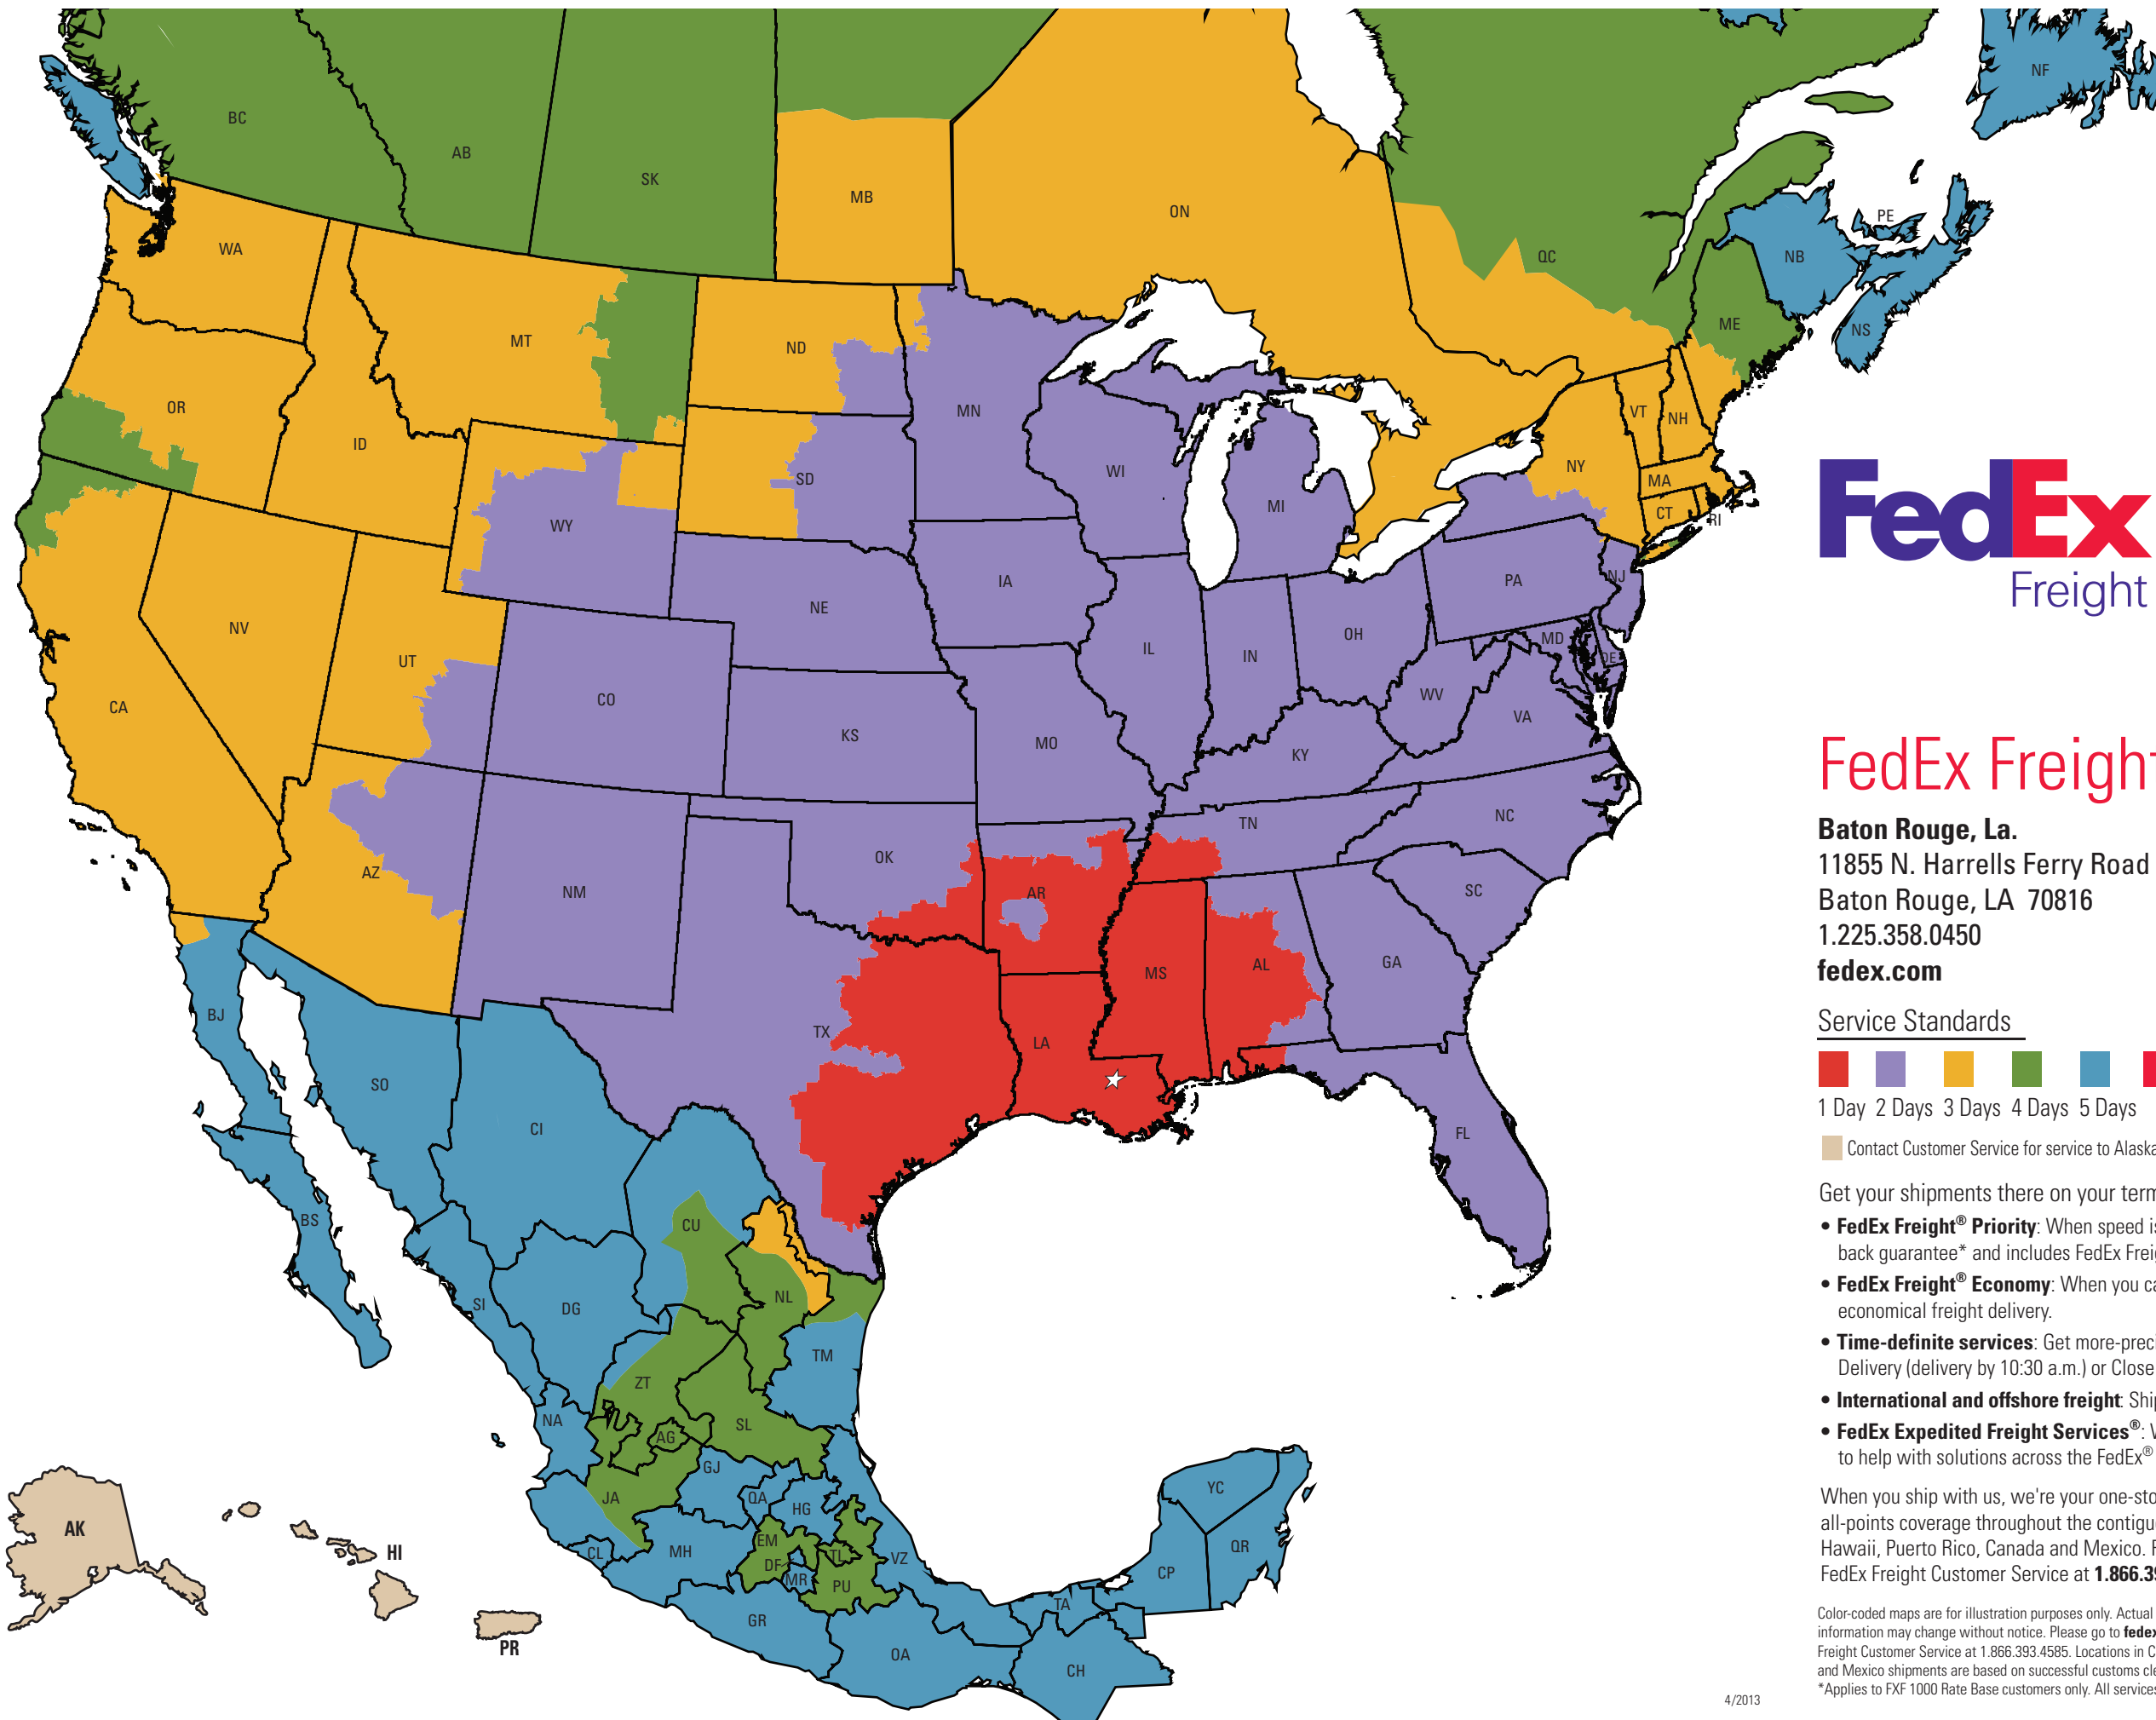 NF
BC
AB
SK
MB
ON
QC
PE
NB
NS
ME
WA
MT
ND
OR
ID
MN
VT
NH
NY
MA
CT
RI
SD
WI
MI
WY
IA
PA
NJ
NE
NV
UT
OH
MD
DE
IL
IN
CO
WV
CA
KS
MO
VA
KY
NC
TN
OK
AZ
NM
AR
SC
MS
AL
GA
TX
LA
FL
BJ
SO
CI
BS
CU
NL
SI
DG
TM
ZT
NA
SL
AG
GJ
JA
QA
HG
YC
EM
CL
MH
DF
TL
VZ
QR
MR
PU
CP
TA
GR
OA
CH
AK
HI
PR
FedEx
Freight
FedEx Freight
Baton Rouge, La.
11855 N. Harrells Ferry Road
Baton Rouge, LA 70816
1.225.358.0450
fedex.com
Service Standards
1 Day 2 Days 3 Days 4 Days 5 Days
Contact Customer Service for service to Alaska
Get your shipments there on your term
• FedEx Freight® Priority: When speed is
back guarantee* and includes FedEx Frei
• FedEx Freight® Economy: When you ca
economical freight delivery.
• Time-definite services: Get more-preci
Delivery (delivery by 10:30 a.m.) or Close
• International and offshore freight: Ship
• FedEx Expedited Freight Services®:
to help with solutions across the FedEx®
When you ship with us, we're your one-sto
all-points coverage throughout the contigu
Hawaii, Puerto Rico, Canada and Mexico.
FedEx Freight Customer Service at 1.866.39
Color-coded maps are for illustration purposes only. Actual
information may change without notice. Please go to fedex
Freight Customer Service at 1.866.393.4585. Locations in C
and Mexico shipments are based on successful customs cle
*Applies to FXF 1000 Rate Base customers only. All services
4/2013